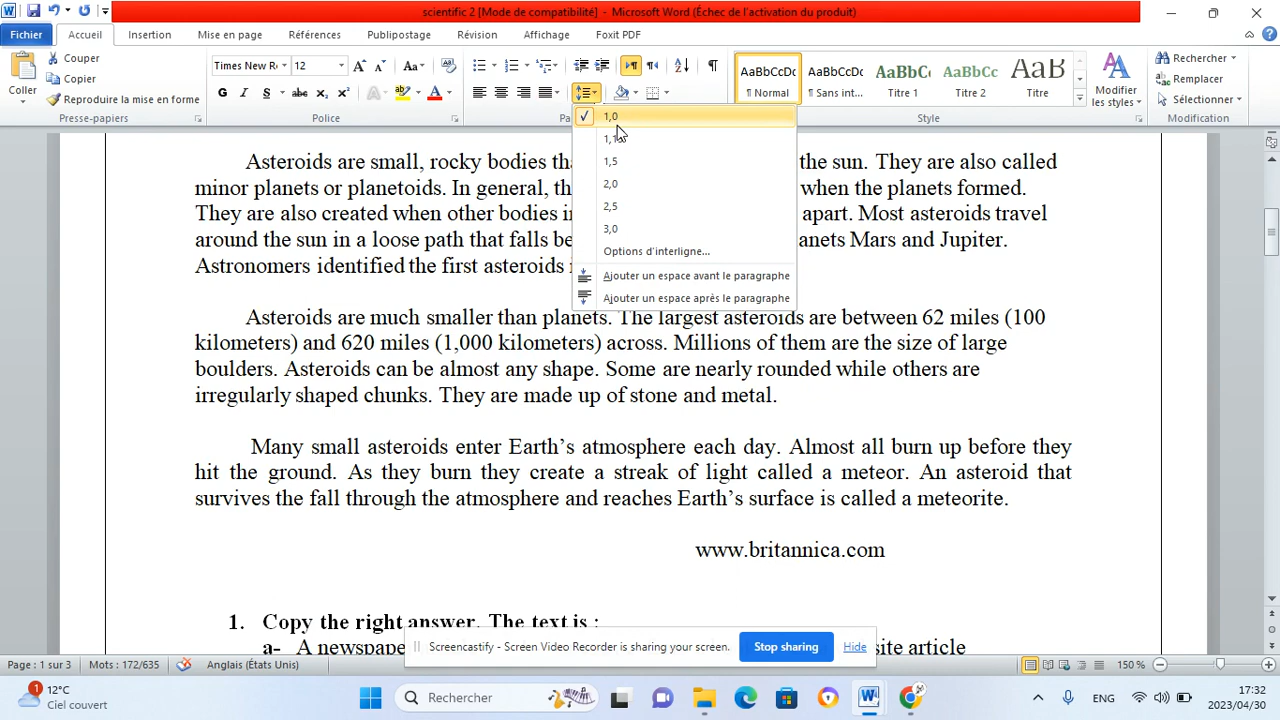 scientific 2 [Mode de compatibilité] - Microsoft Word (Échec de l'activation du produit)
Fichier Accueil Insertion Mise en page Références Publipostage Révision Affichage Foxit PDF
Coller
Couper
Copier
Reproduire la mise en forme
Presse-papiers
Times New R 12
G I S abc x₂ x²
Police
AaBbCcDc AaBbCcDc AaBbCc AaBbCc AaB
¶ Normal ¶ Sans int... Titre 1 Titre 2 Titre
Modifier les styles
Style
Rechercher
Remplacer
Sélectionner
Modification
1,0
1,1
1,5
2,0
2,5
3,0
Options d'interligne...
Ajouter un espace avant le paragraphe
Ajouter un espace après le paragraphe
Asteroids are small, rocky bodies the sun. They are also called
minor planets or planetoids. In general, when the planets formed.
They are also created when other bodies apart. Most asteroids travel
around the sun in a loose path that falls Mars and Jupiter.
Astronomers identified the first asteroids
Asteroids are much smaller than planets. The largest asteroids are between 62 miles (100
kilometers) and 620 miles (1,000 kilometers) across. Millions of them are the size of large
boulders. Asteroids can be almost any shape. Some are nearly rounded while others are
irregularly shaped chunks. They are made up of stone and metal.
Many small asteroids enter Earth's atmosphere each day. Almost all burn up before they
hit the ground. As they burn they create a streak of light called a meteor. An asteroid that
survives the fall through the atmosphere and reaches Earth's surface is called a meteorite.
www.britannica.com
1. Copy the right answer. The text is :
a- A newspape site article
Screencastify - Screen Video Recorder is sharing your screen. Stop sharing Hide
Page : 1 sur 3 Mots : 172/635 Anglais (États Unis) 150 %
1 12°C
Ciel couvert
Rechercher
ENG
17:32
2023/04/30